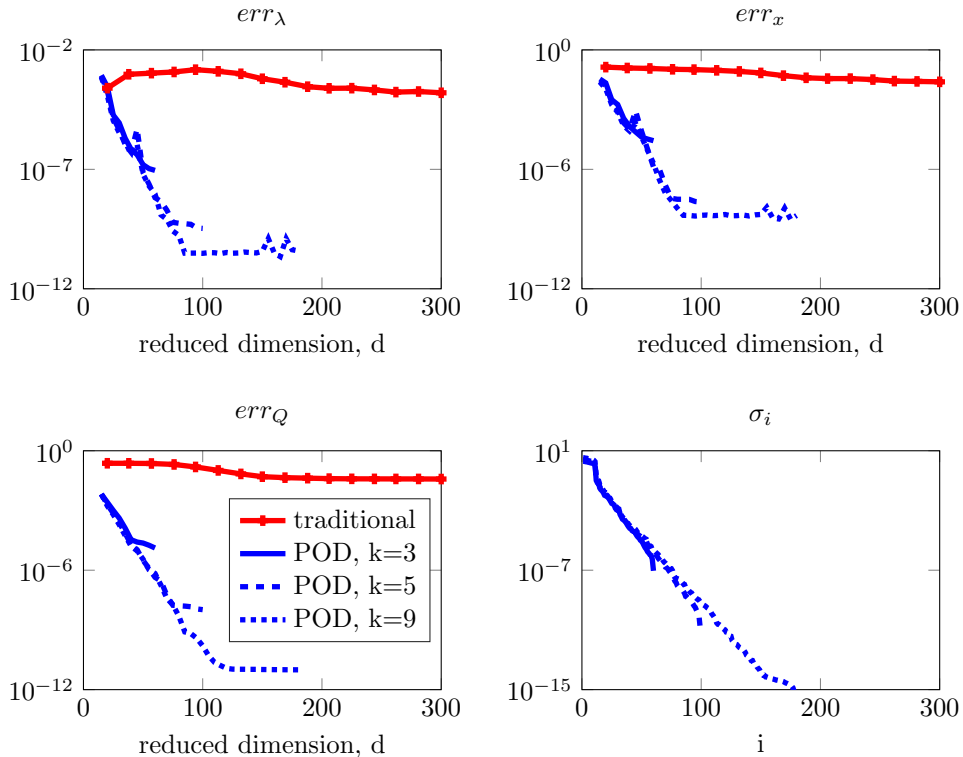 err_λ
10^−2
10^−7
10^−12
0 100 200 300
reduced dimension, d
err_x
10^0
10^−6
10^−12
0 100 200 300
reduced dimension, d
err_Q
10^0
10^−6
10^−12
0 100 200 300
reduced dimension, d
traditional
POD, k=3
POD, k=5
POD, k=9
σ_i
10^1
10^−7
10^−15
0 100 200 300
i